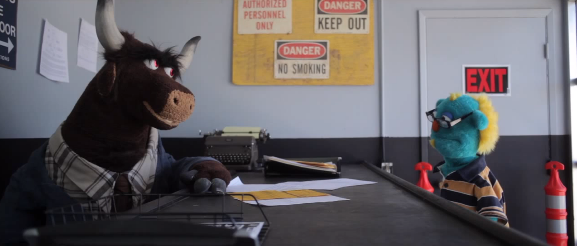 AUTHORIZED
PERSONNEL
ONLY
DANGER
KEEP OUT
DANGER
NO SMOKING
EXIT
DOOR